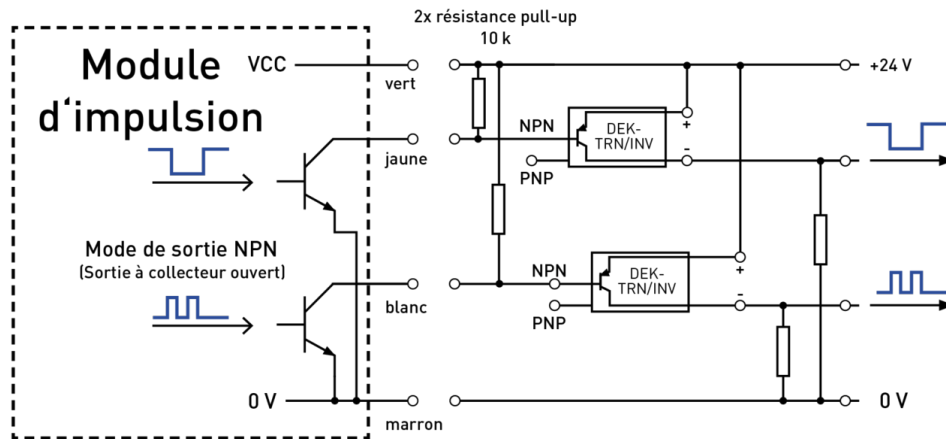 2x résistance pull-up
10 k
Module
d‘impulsion
VCC
vert
+24 V
NPN
DEK-
TRN/INV
+
-
jaune
PNP
Mode de sortie NPN
(Sortie à collecteur ouvert)
NPN
DEK-
TRN/INV
+
-
blanc
PNP
0 V
marron
0 V